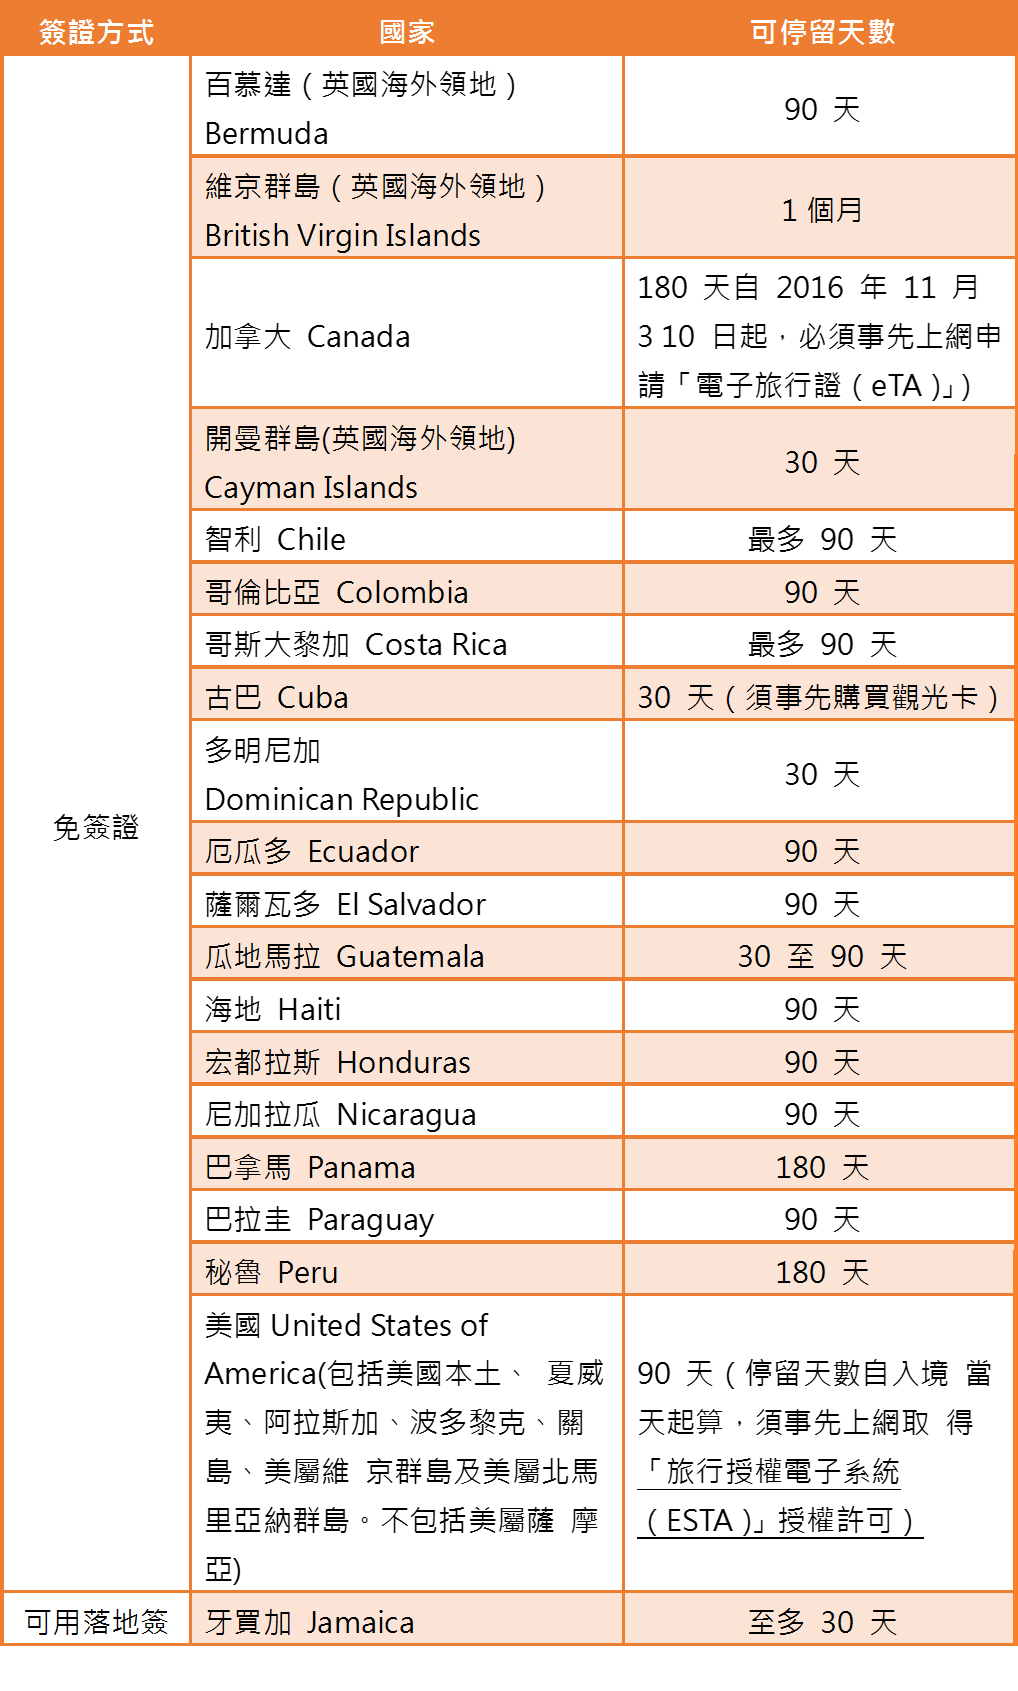 簽證方式 國家 可停留天數
免簽證
百慕達（英國海外領地）
Bermuda
90 天
維京群島（英國海外領地）
British Virgin Islands
1 個月
加拿大 Canada
180 天自 2016 年 11 月
3 10 日起，必須事先上網申
請「電子旅行證（eTA）」)
開曼群島(英國海外領地)
Cayman Islands
30 天
智利 Chile 最多 90 天
哥倫比亞 Colombia 90 天
哥斯大黎加 Costa Rica 最多 90 天
古巴 Cuba 30 天（須事先購買觀光卡）
多明尼加
Dominican Republic
30 天
厄瓜多 Ecuador 90 天
薩爾瓦多 El Salvador 90 天
瓜地馬拉 Guatemala 30 至 90 天
海地 Haiti 90 天
宏都拉斯 Honduras 90 天
尼加拉瓜 Nicaragua 90 天
巴拿馬 Panama 180 天
巴拉圭 Paraguay 90 天
秘魯 Peru 180 天
美國 United States of
America(包括美國本土、 夏威
夷、阿拉斯加、波多黎克、關
島、美屬維 京群島及美屬北馬
里亞納群島。不包括美屬薩 摩
亞)
90 天（停留天數自入境 當
天起算，須事先上網取 得
「旅行授權電子系統
（ESTA）」授權許可）
可用落地簽 牙買加 Jamaica 至多 30 天